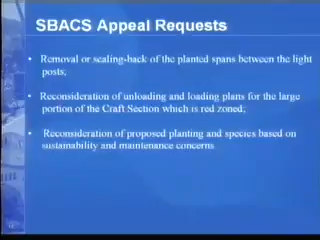 SBACS Appeal Requests
• Removal or scaling-back of the planted spans between the light
posts;
• Reconsideration of unloading and loading plans for the large
portion of the Craft Section which is red zoned;
• Reconsideration of proposed planting and species based on
sustainability and maintenance concerns